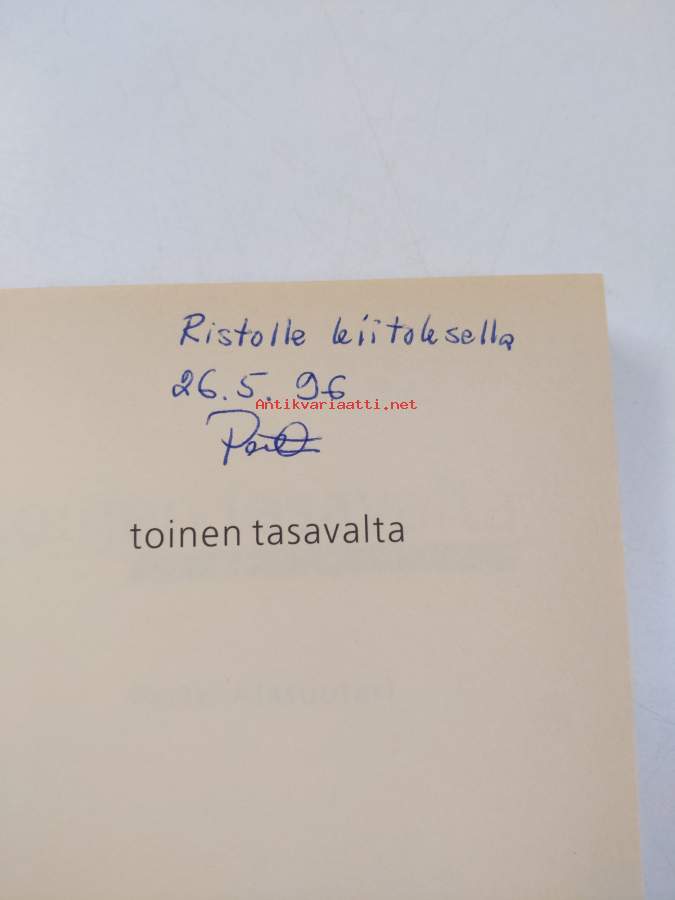 Ristolle kiitoksella
26.5.96
Antikvariaatti.net
toinen tasavalta